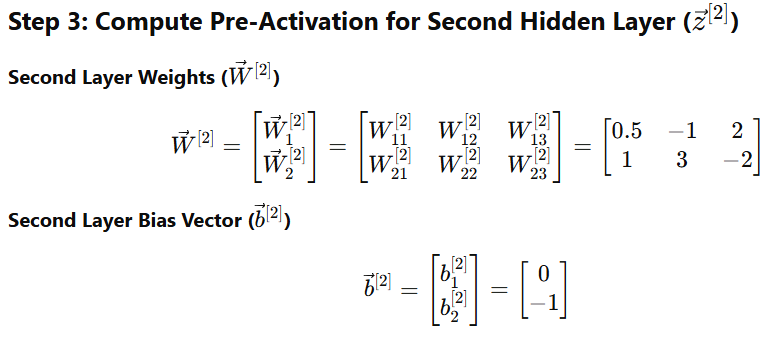 Step 3: Compute Pre-Activation for Second Hidden Layer ($\vec{z}^{[2]}$)
Second Layer Weights ($\vec{W}^{[2]}$)
$\vec{W}^{[2]} = \begin{bmatrix} \vec{W}_1^{[2]} \\ \vec{W}_2^{[2]} \end{bmatrix} = \begin{bmatrix} W_{11}^{[2]} & W_{12}^{[2]} & W_{13}^{[2]} \\ W_{21}^{[2]} & W_{22}^{[2]} & W_{23}^{[2]} \end{bmatrix} = \begin{bmatrix} 0.5 & -1 & 2 \\ 1 & 3 & -2 \end{bmatrix}$
Second Layer Bias Vector ($\vec{b}^{[2]}$)
$\vec{b}^{[2]} = \begin{bmatrix} b_1^{[2]} \\ b_2^{[2]} \end{bmatrix} = \begin{bmatrix} 0 \\ -1 \end{bmatrix}$